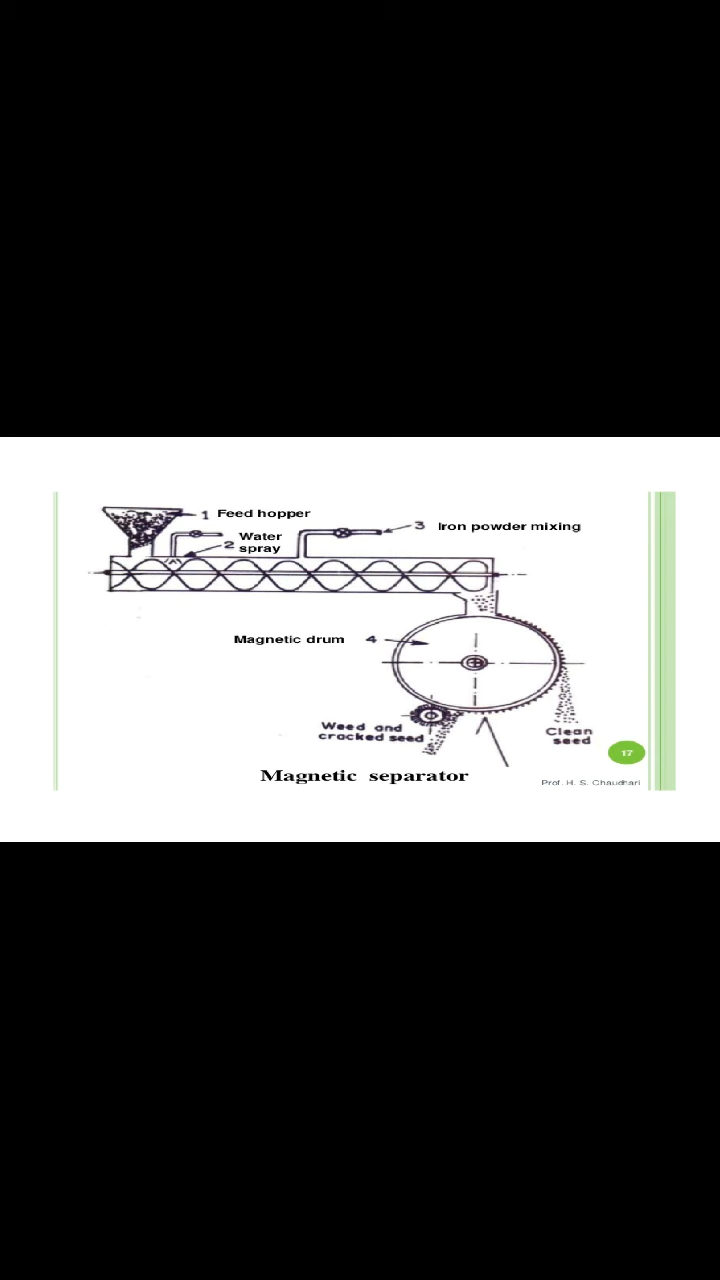 1 Feed hopper
2 Water
spray
3 Iron powder mixing
Magnetic drum 4
Weed and
cracked seed
Clean
seed
17
Magnetic separator
Prof. H. S. Chaudhari